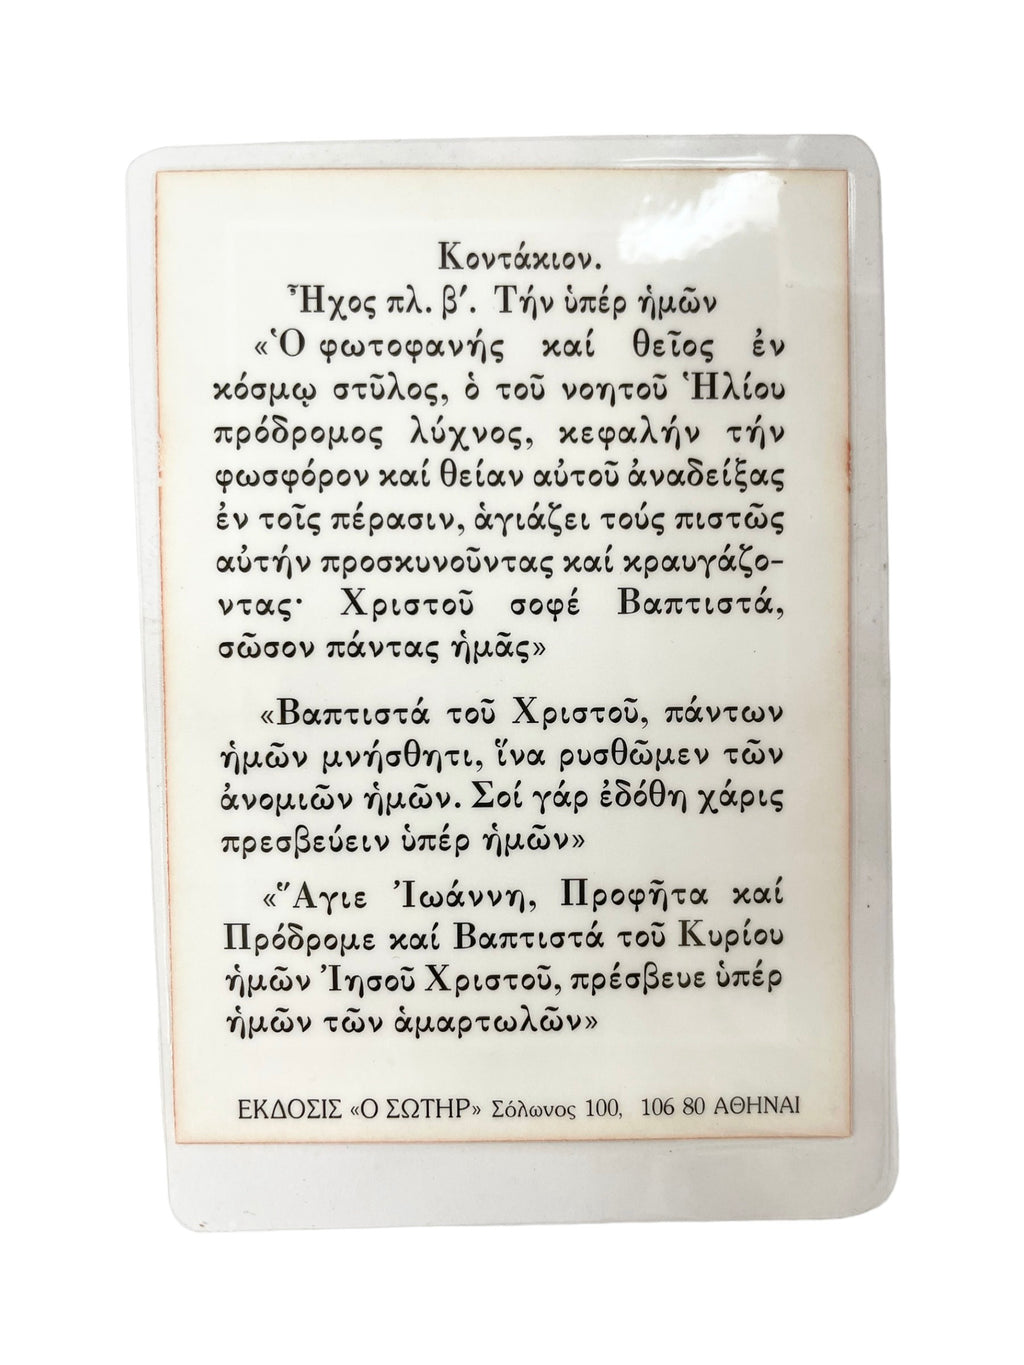 Κοντάκιον.
Ἦχος πλ. β′. Τήν ὑπέρ ἡμῶν
«Ὁ φωτοφανής καί θεῖος ἐν
κόσμῳ στῦλος, ὁ τοῦ νοητοῦ Ἡλίου
πρόδρομος λύχνος, κεφαλήν τήν
φωσφόρον καί θείαν αὐτοῦ ἀναδείξας
ἐν τοῖς πέρασιν, ἁγιάζει τούς πιστῶς
αὐτήν προσκυνοῦντας καί κραυγάζο-
ντας· Χριστοῦ σοφέ Βαπτιστά,
σῶσον πάντας ἡμᾶς»
«Βαπτιστά τοῦ Χριστοῦ, πάντων
ἡμῶν μνήσθητι, ἵνα ρυσθῶμεν τῶν
ἀνομιῶν ἡμῶν. Σοί γάρ ἐδόθη χάρις
πρεσβεύειν ὑπέρ ἡμῶν»
«Ἅγιε Ἰωάννη, Προφῆτα καί
Πρόδρομε καί Βαπτιστά τοῦ Κυρίου
ἡμῶν Ἰησοῦ Χριστοῦ, πρέσβευε ὑπέρ
ἡμῶν τῶν ἁμαρτωλῶν»
ΕΚΔΟΣΙΣ «Ο ΣΩΤΗΡ» Σόλωνος 100, 106 80 ΑΘΗΝΑΙ